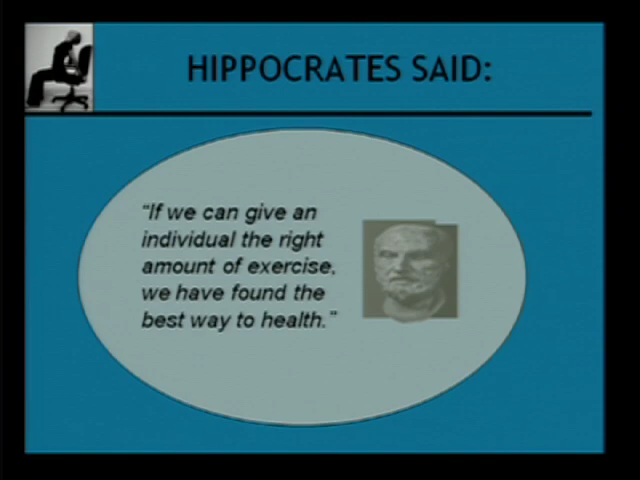 HIPPOCRATES SAID:
"If we can give an
individual the right
amount of exercise,
we have found the
best way to health."